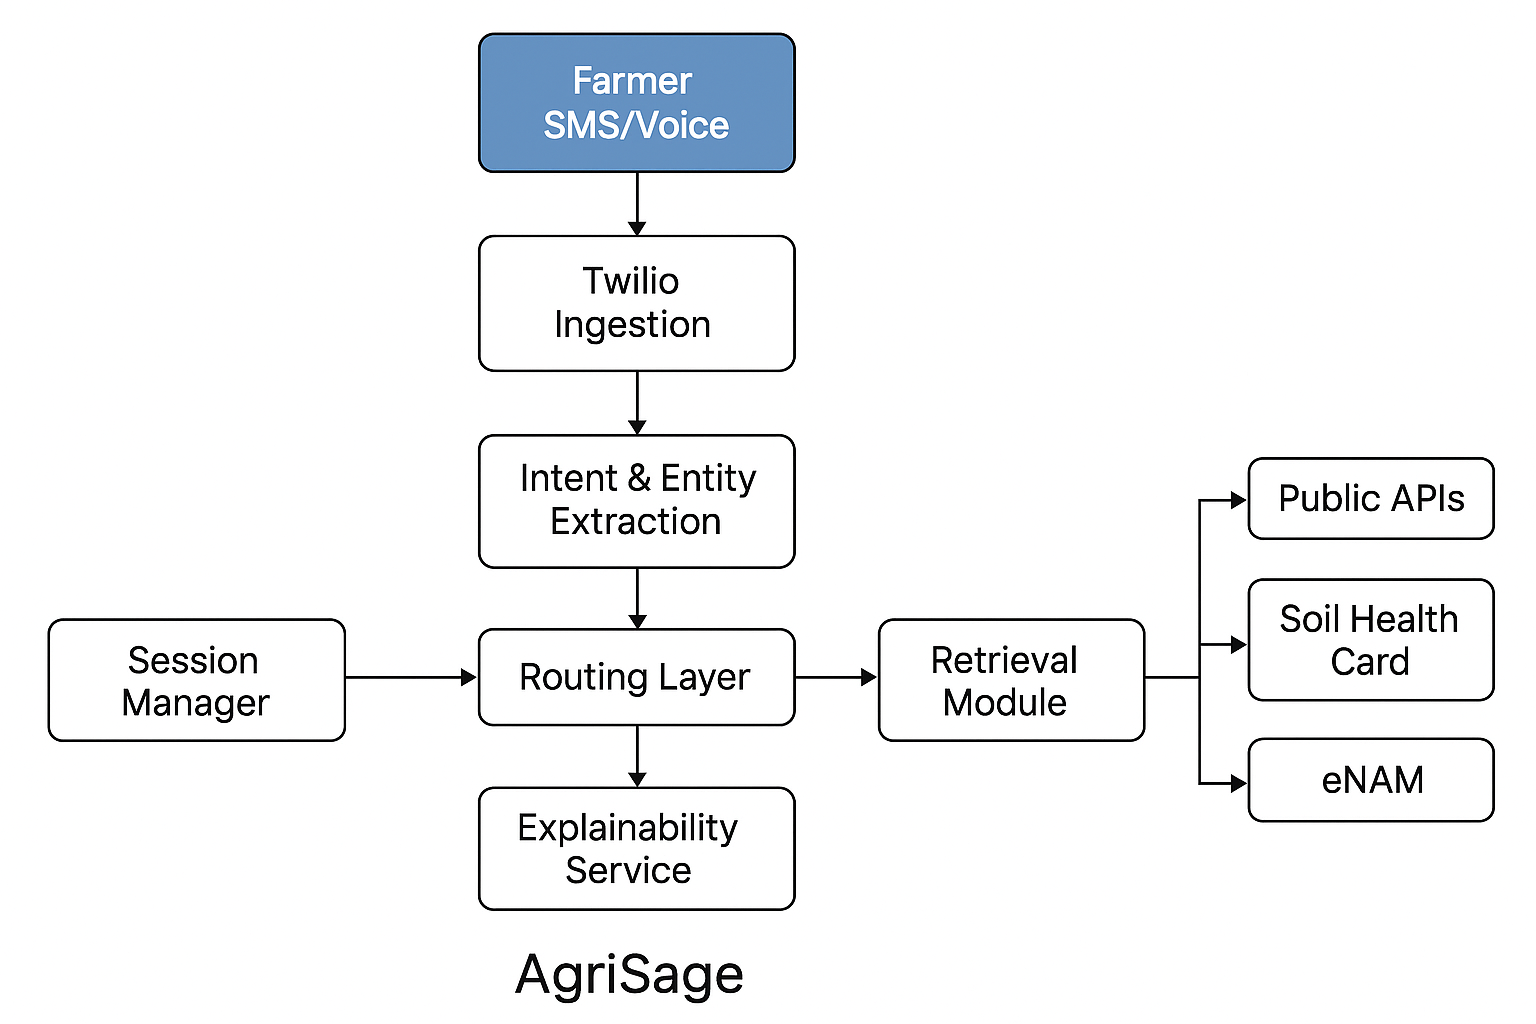 Farmer
SMS/Voice
Twilio
Ingestion
Intent & Entity
Extraction
Session
Manager
Routing Layer
Retrieval
Module
Public APIs
Soil Health
Card
eNAM
Explainability
Service
AgriSage